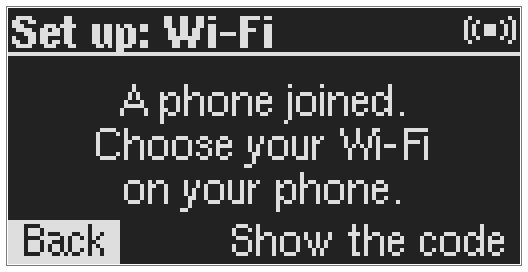 Set up: Wi-Fi
A phone joined.
Choose your Wi-Fi
on your phone.
Back Show the code